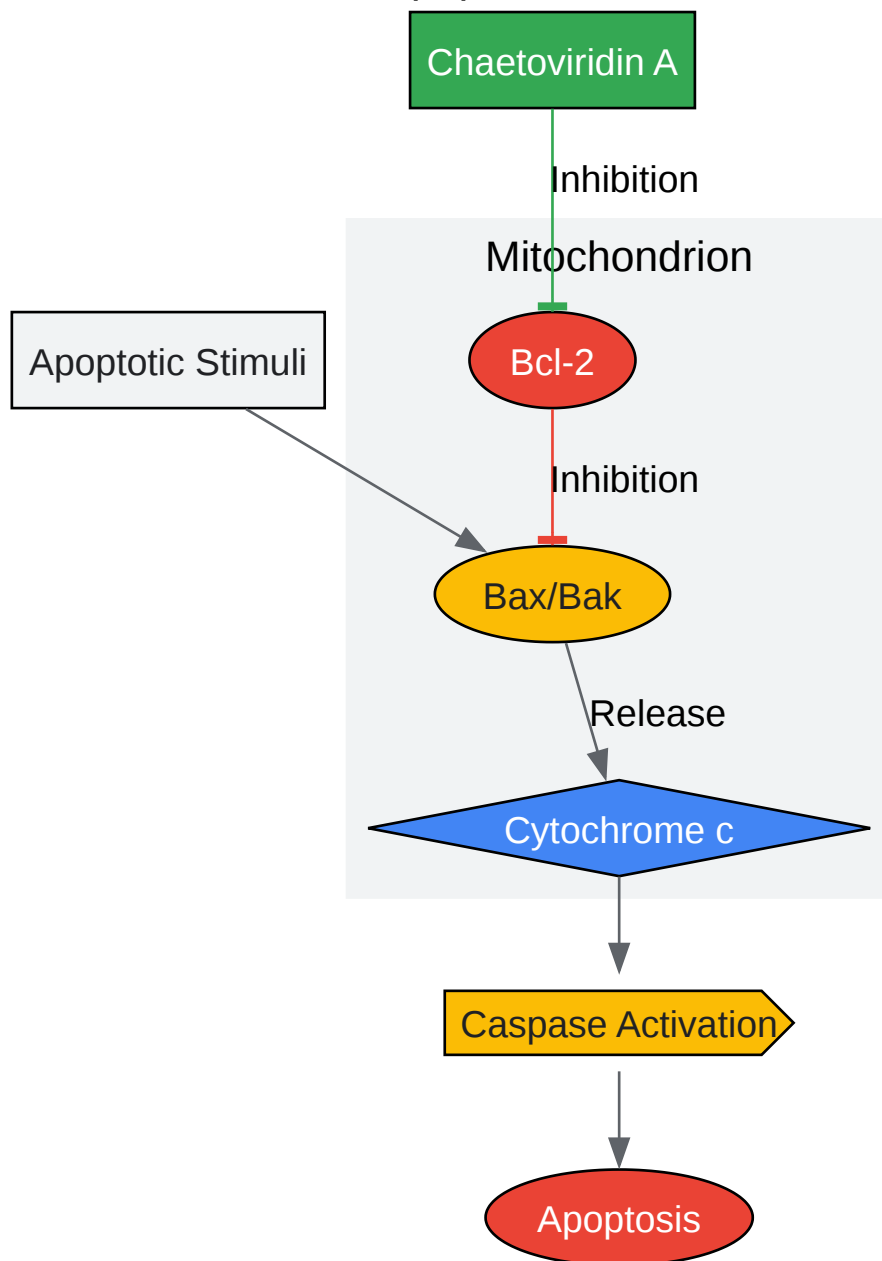 Chaetoviridin A
Inhibition
Mitochondrion
Apoptotic Stimuli
Bcl-2
Inhibition
Bax/Bak
Release
Cytochrome c
Caspase Activation
Apoptosis